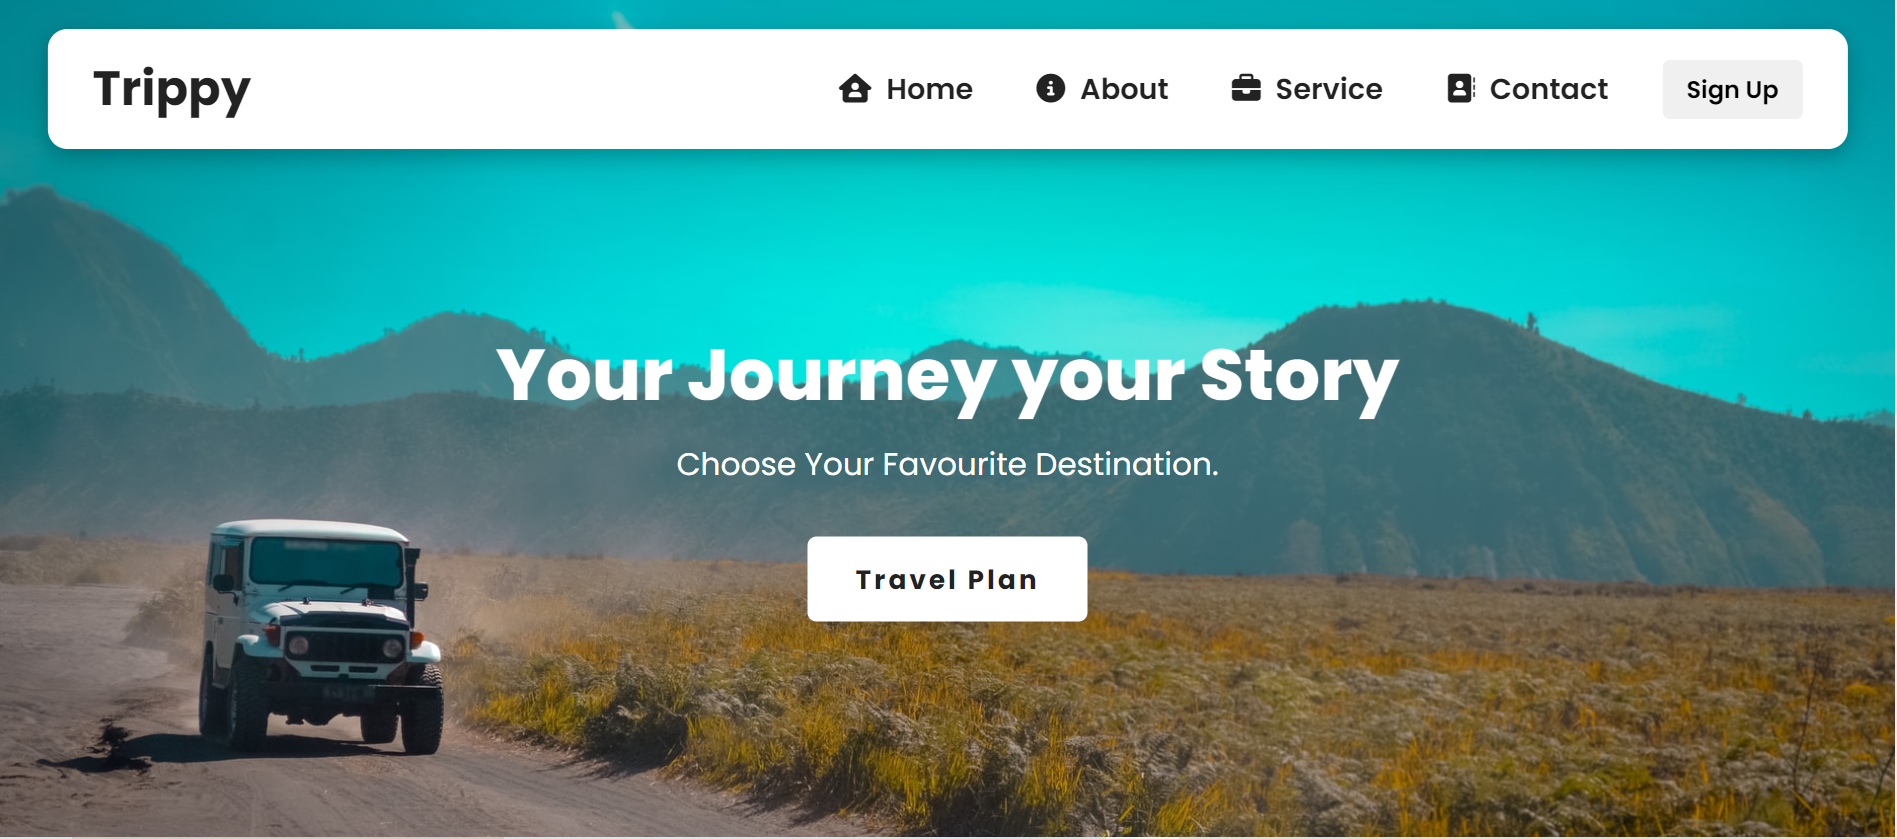 Trippy
Home About Service Contact Sign Up
Your Journey your Story
Choose Your Favourite Destination.
Travel Plan